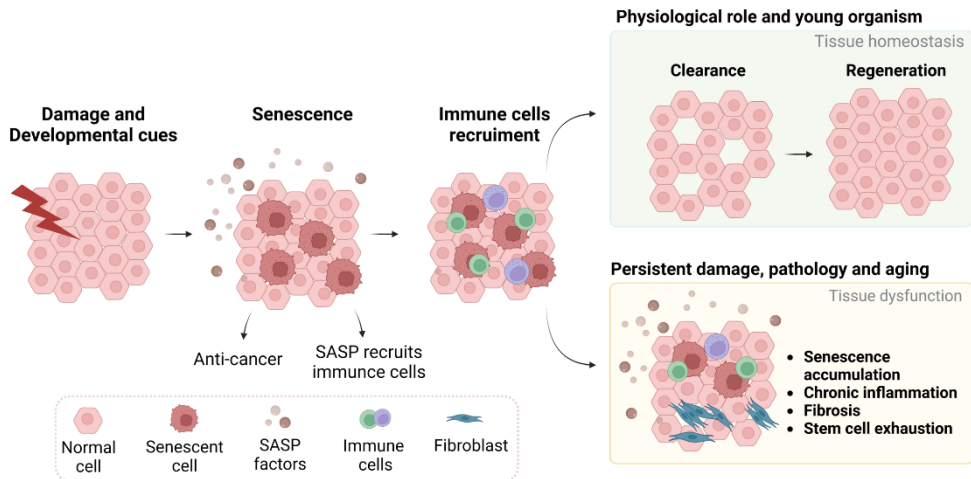 Physiological role and young organism
Tissue homeostasis
Clearance
Regeneration
Damage and
Developmental cues
Senescence
Immune cells
recruiment
Anti-cancer
SASP recruits
immunce cells
Persistent damage, pathology and aging
Tissue dysfunction
• Senescence
accumulation
• Chronic inflammation
• Fibrosis
• Stem cell exhaustion
Normal
cell
Senescent
cell
SASP
factors
Immune
cells
Fibroblast